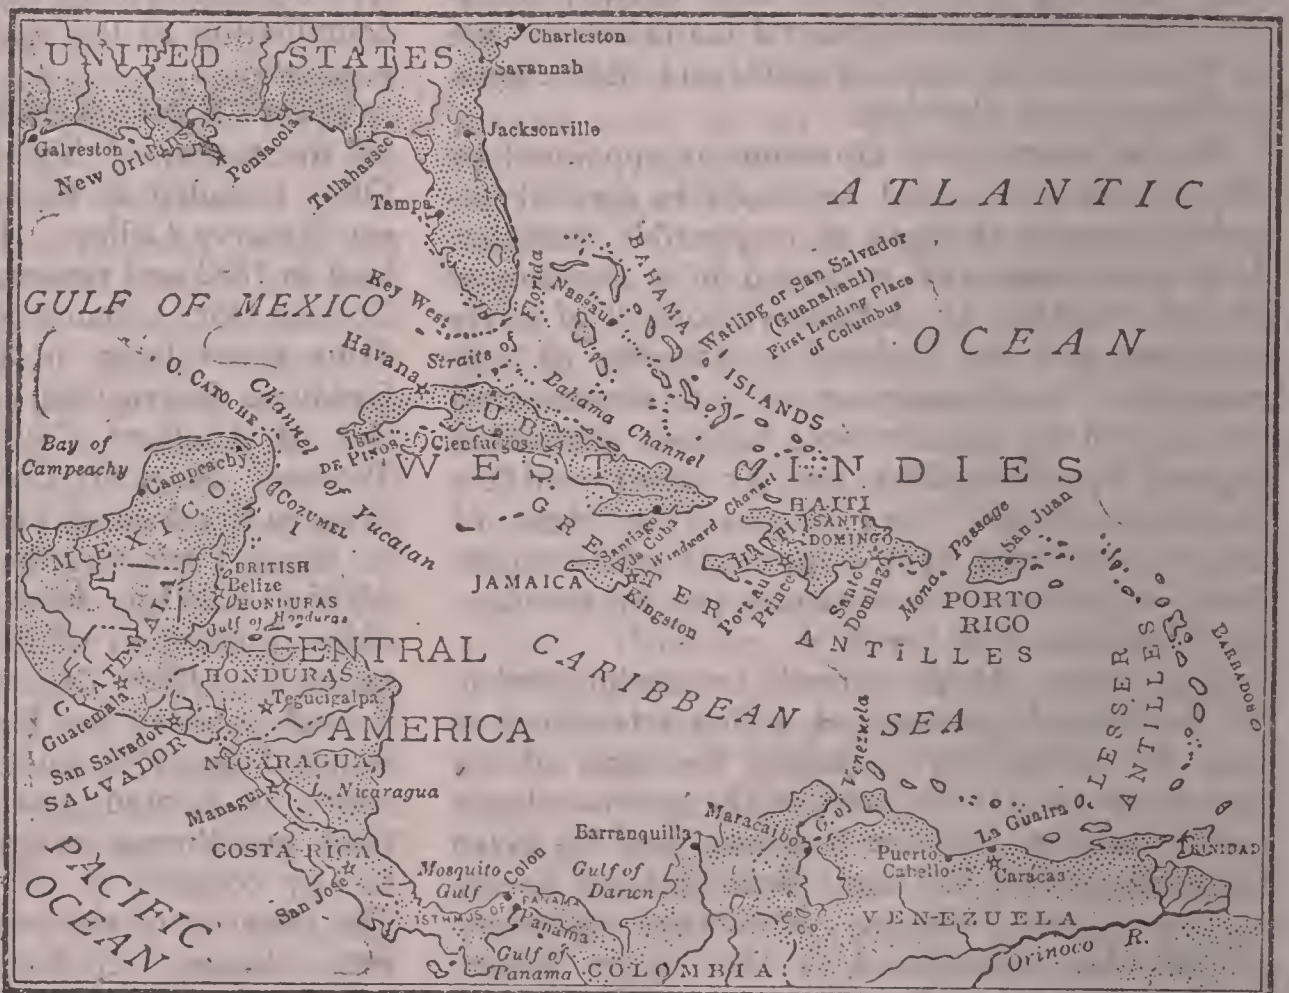 UNITED STATES
Charleston
Savannah
Jacksonville
Galveston
New Orleans
Pensacola
Tallahassee
Tampa
ATLANTIC
OCEAN
GULF OF MEXICO
Key West
Straits of
Florida
BAHAMA
ISLANDS
Nassau
Watling or San Salvador
(Guanahani)
First Landing Place
of Columbus
Havana
CUBA
Bahama Channel
C. CATOCHE
Channel
of Yucatan
Bay of
Campeachy
Campeachy
ISLA
DE PINOS
Cienfuegos
WEST INDIES
MEXICO
COZUMEL
I
GREATER
ANTILLES
Santiago
de Cuba
Windward Channel
HAITI
HAITI
SANTO
DOMINGO
Mona Passage
San Juan
PORTO
RICO
JAMAICA
Kingston
Port au
Prince
Santo
Domingo
BRITISH
Belize
HONDURAS
Gulf of Honduras
GUATEMALA
Guatemala
CENTRAL
AMERICA
HONDURAS
Tegucigalpa
CARIBBEAN SEA
LESSER
ANTILLES
BARBADOS
San Salvador
SALVADOR
NICARAGUA
L. Nicaragua
Managua
COSTA RICA
San José
PACIFIC
OCEAN
Mosquito
Gulf
Colon
PANAMA
ISTHMUS OF
Panama
Gulf of
Panama
Gulf of
Darien
Barranquilla
Maracaibo
G. of Venezuela
Puerto
Cabello
La Guaira
Caracas
TRINIDAD
VENEZUELA
COLOMBIA
Orinoco R.